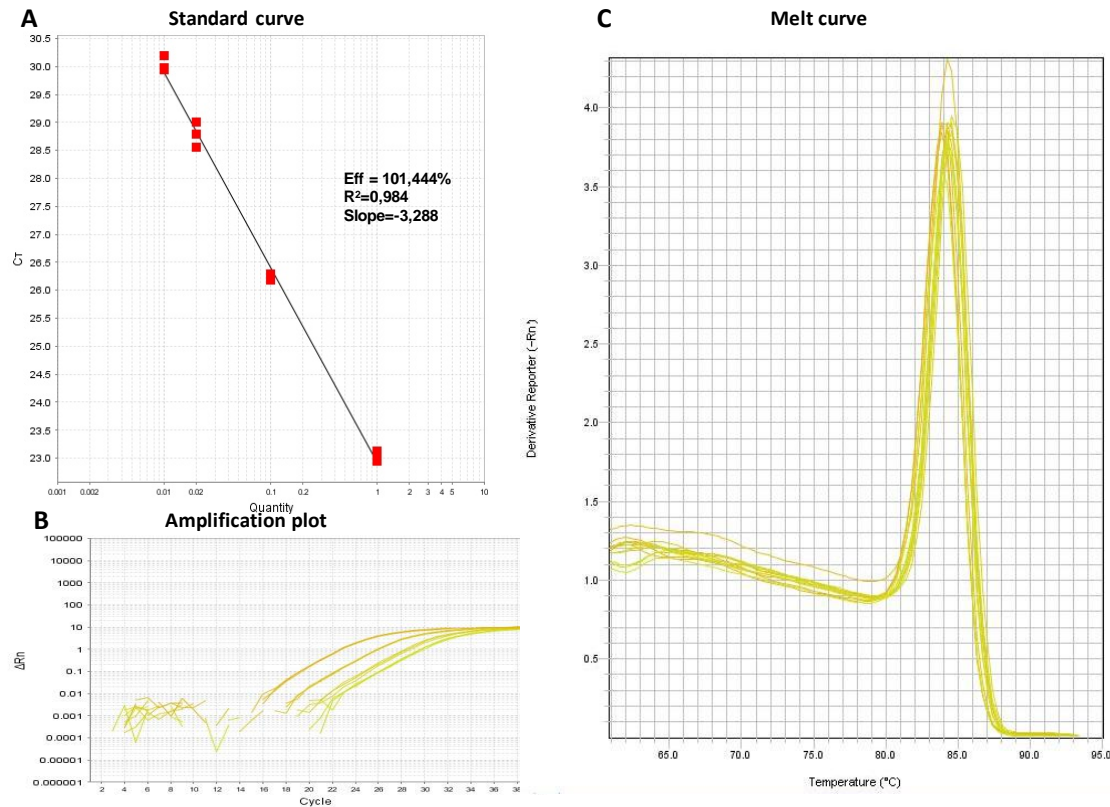 A
Standard curve
30.5
30.0
29.5
29.0
28.5
28.0
27.5
27.0
26.5
26.0
25.5
25.0
24.5
24.0
23.5
23.0
CT
Eff = 101,444%
R²=0,984
Slope=-3,288
0.001 0.002 0.01 0.02 0.1 0.2 1 2 3 4 5 10
Quantity
B
Amplification plot
100000
10000
1000
100
10
1
0.1
0.01
0.001
0.0001
0.00001
0.000001
ΔRn
2 4 6 8 10 12 14 16 18 20 22 24 26 28 30 32 34 36 38
Cycle
C
Melt curve
4.0
3.5
3.0
2.5
2.0
1.5
1.0
0.5
Derivative Reporter (-Rn')
65.0 70.0 75.0 80.0 85.0 90.0 95.0
Temperature (°C)